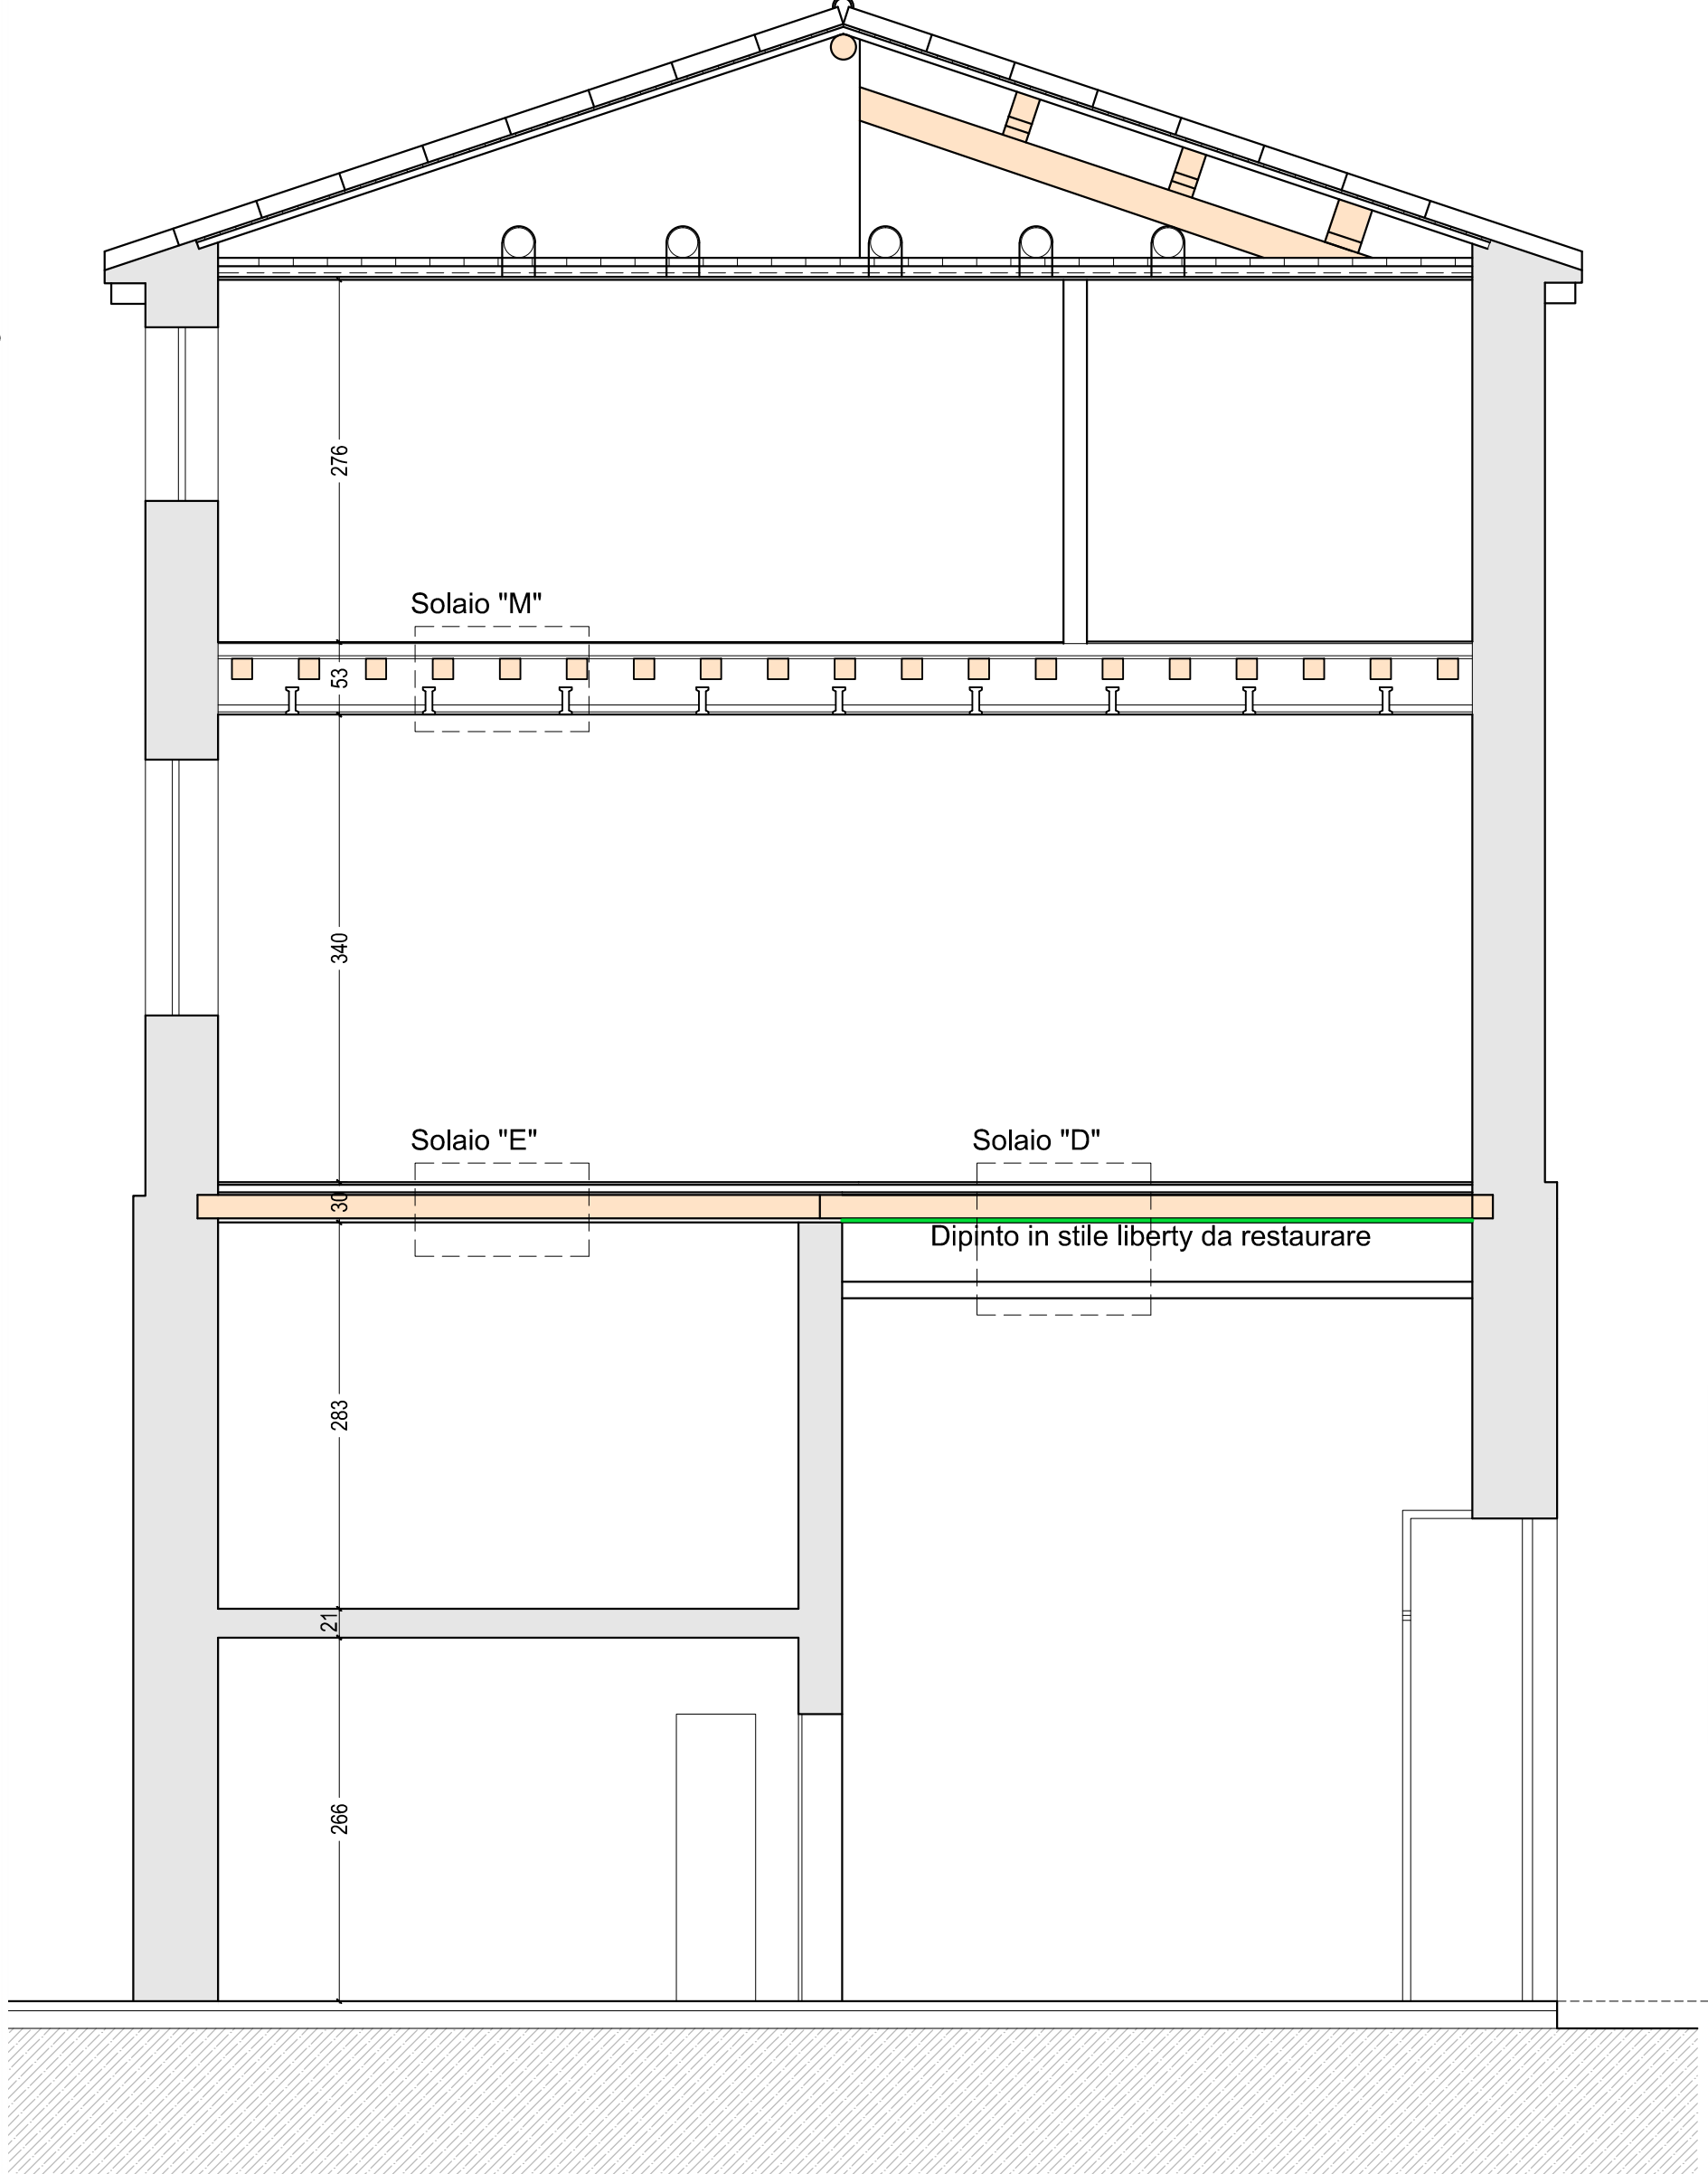 276
Solaio "M"
53
340
Solaio "E"
Solaio "D"
30
Dipinto in stile liberty da restaurare
283
21
266